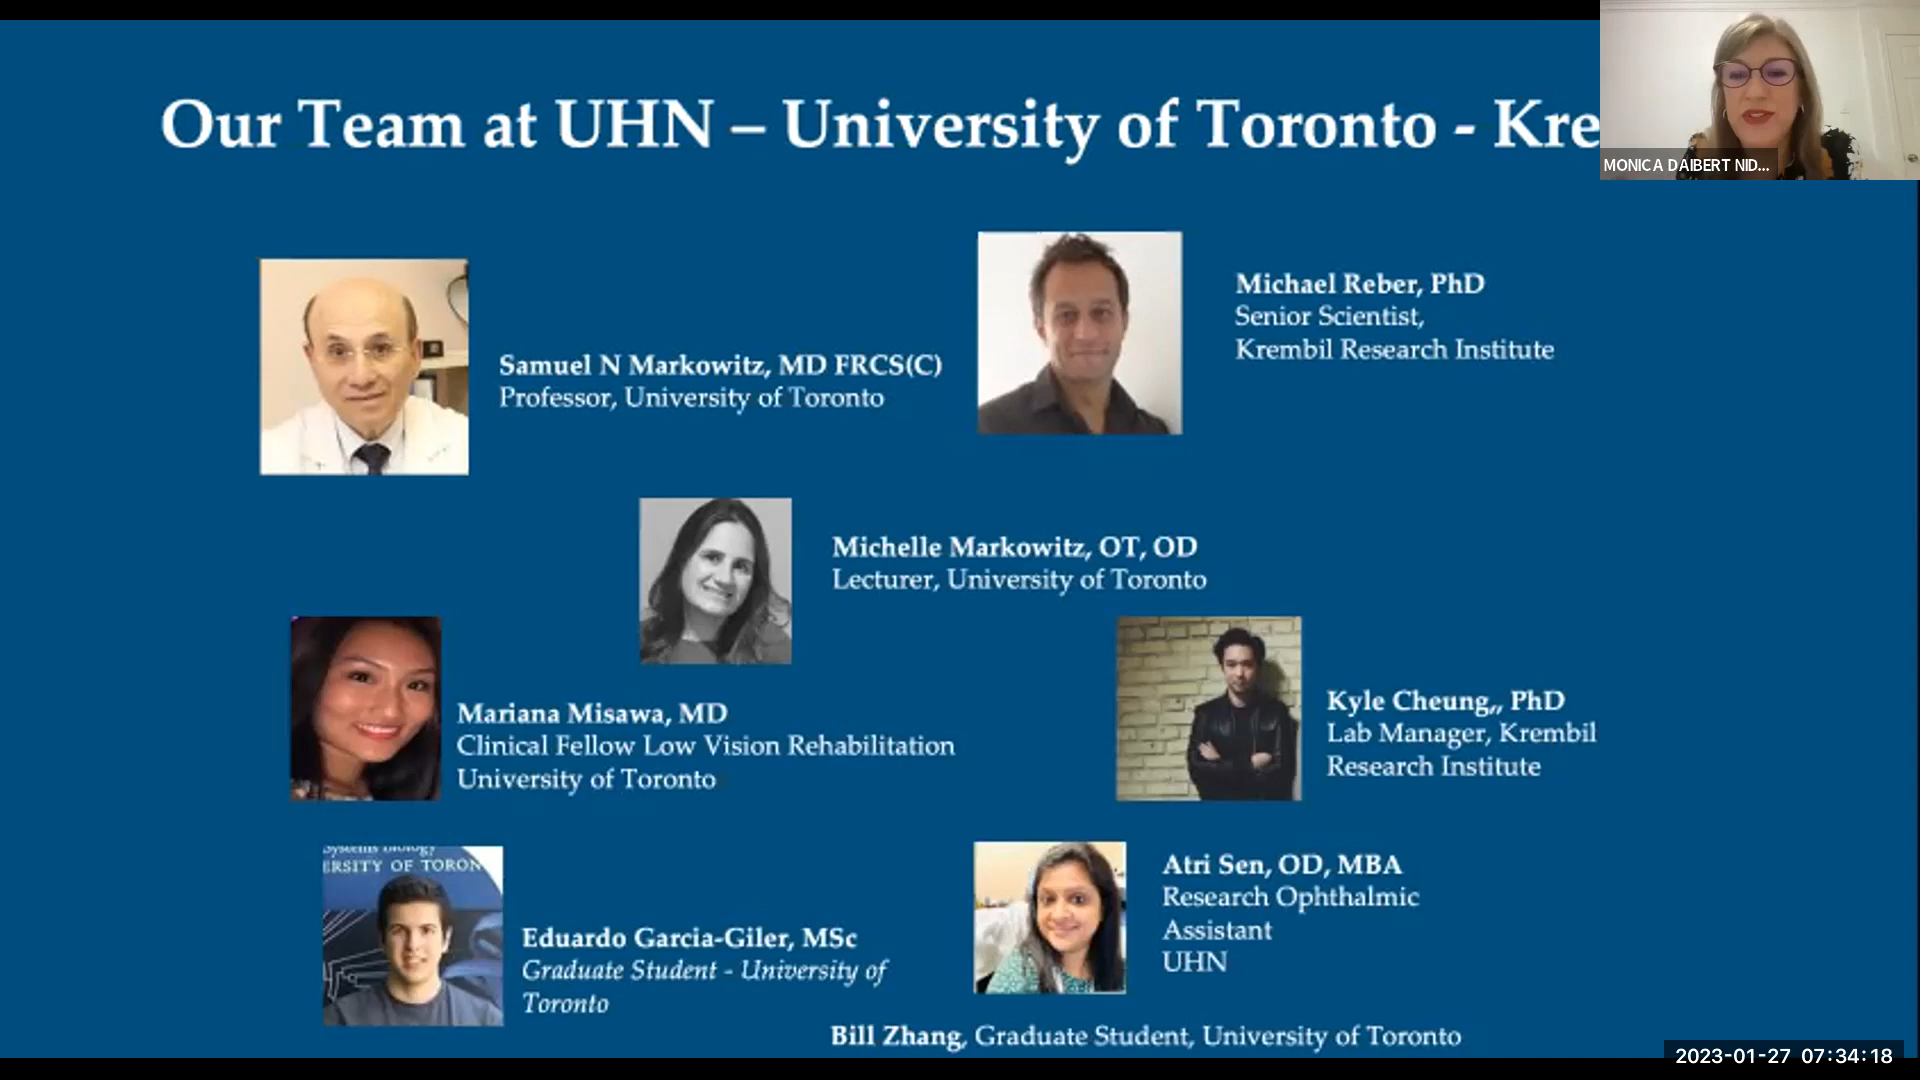 Our Team at UHN – University of Toronto - Kre
MONICA DAIBERT NID...
Michael Reber, PhD
Senior Scientist,
Krembil Research Institute
Samuel N Markowitz, MD FRCS(C)
Professor, University of Toronto
Michelle Markowitz, OT, OD
Lecturer, University of Toronto
Mariana Misawa, MD
Clinical Fellow Low Vision Rehabilitation
University of Toronto
Kyle Cheung,, PhD
Lab Manager, Krembil
Research Institute
Systems Biology
ERSITY OF TORON
Eduardo Garcia-Giler, MSc
Graduate Student - University of
Toronto
Atri Sen, OD, MBA
Research Ophthalmic
Assistant
UHN
Bill Zhang, Graduate Student, University of Toronto
2023-01-27 07:34:18